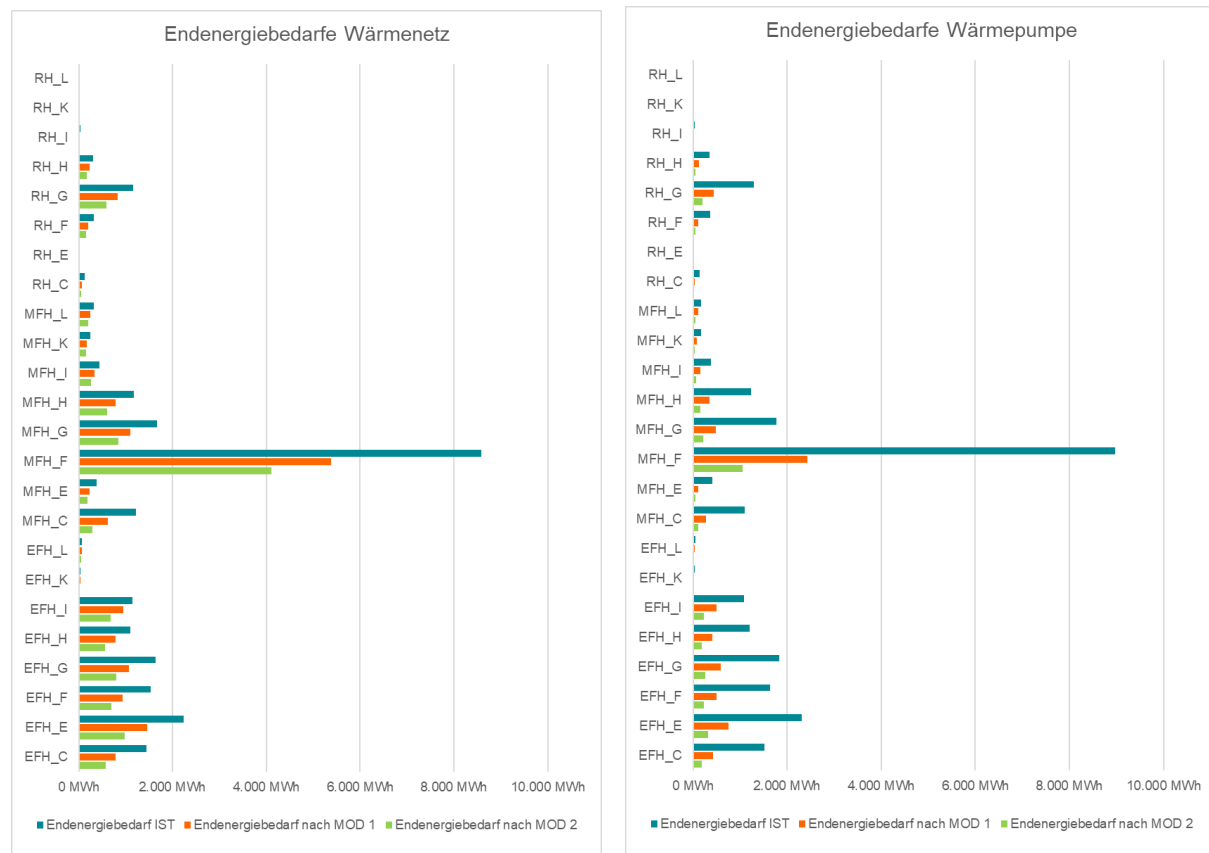 Endenergiebedarfe Wärmenetz
RH_L
RH_K
RH_I
RH_H
RH_G
RH_F
RH_E
RH_C
MFH_L
MFH_K
MFH_I
MFH_H
MFH_G
MFH_F
MFH_E
MFH_C
EFH_L
EFH_K
EFH_I
EFH_H
EFH_G
EFH_F
EFH_E
EFH_C
0 MWh 2.000 MWh 4.000 MWh 6.000 MWh 8.000 MWh 10.000 MWh
Endenergiebedarf IST Endenergiebedarf nach MOD 1 Endenergiebedarf nach MOD 2
Endenergiebedarfe Wärmepumpe
RH_L
RH_K
RH_I
RH_H
RH_G
RH_F
RH_E
RH_C
MFH_L
MFH_K
MFH_I
MFH_H
MFH_G
MFH_F
MFH_E
MFH_C
EFH_L
EFH_K
EFH_I
EFH_H
EFH_G
EFH_F
EFH_E
EFH_C
0 MWh 2.000 MWh 4.000 MWh 6.000 MWh 8.000 MWh 10.000 MWh
Endenergiebedarf IST Endenergiebedarf nach MOD 1 Endenergiebedarf nach MOD 2